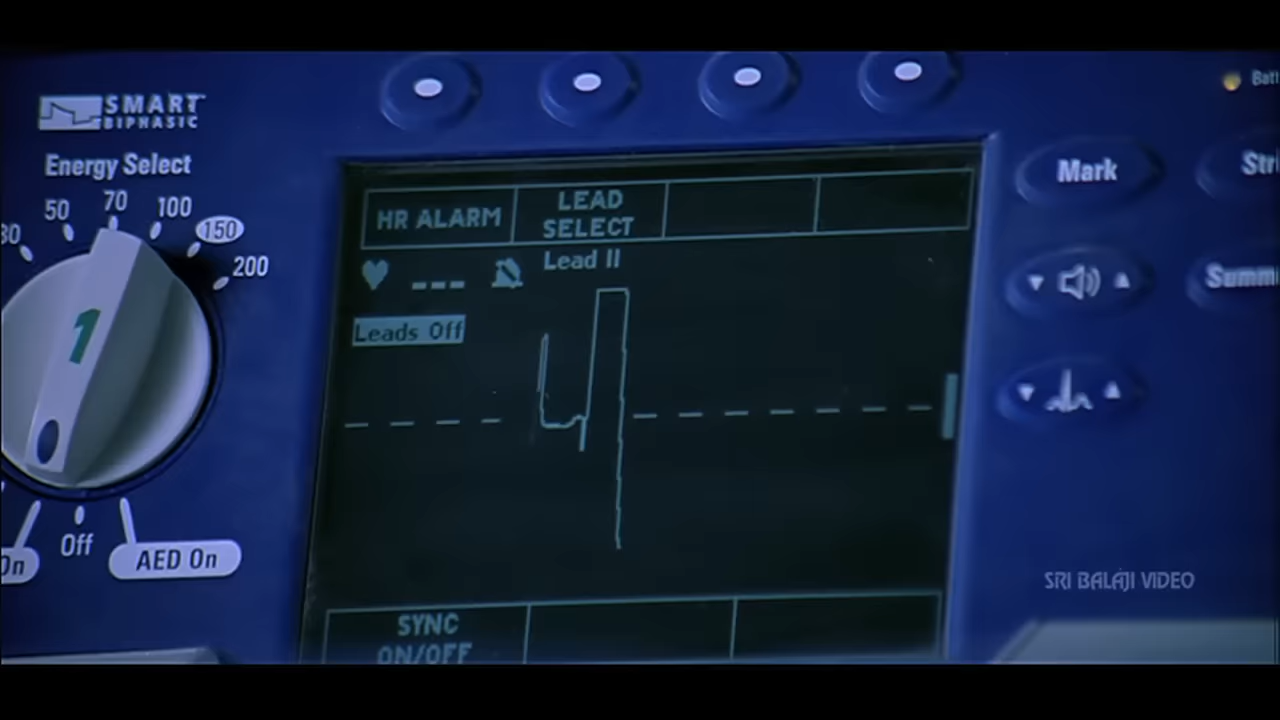 SMART
BIPHASIC
Energy Select
50
70
100
150
200
1
Off
AED On
HR ALARM
LEAD
SELECT
Lead II
---
Leads Off
SYNC
ON/OFF
Mark
SRI BALAJI VIDEO